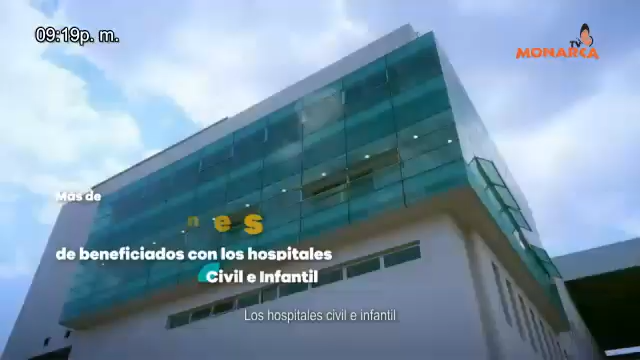 09:19p. m.
TV
MONARCA
Más de
n e s
de beneficiados con los hospitales
Civil e Infantil
Los hospitales civil e infantil